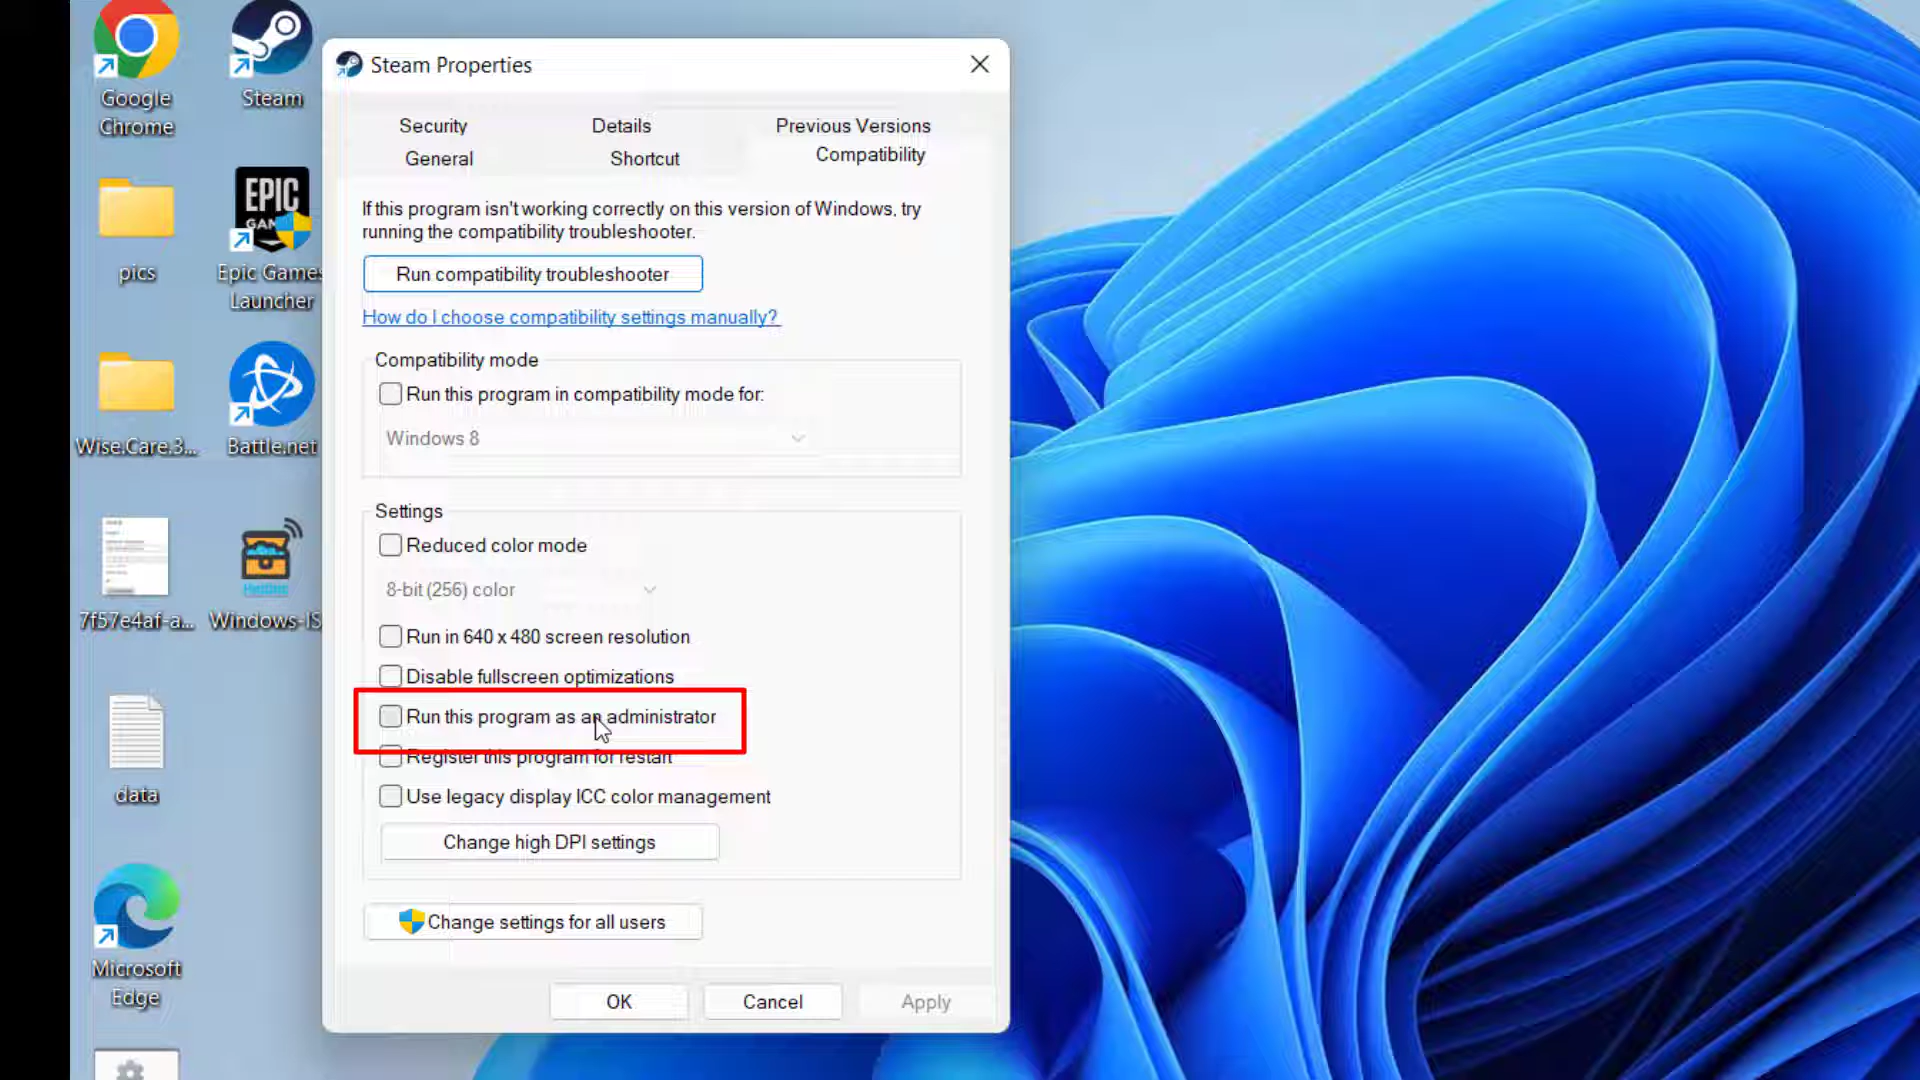 Google
Chrome
Steam
pics
EPIC
GAM
Epic Games
Launcher
Wise.Care.3...
Battle.net
7f57e4af-a...
Windows-IS
data
Microsoft
Edge
Steam Properties
Security
Details
Previous Versions
General
Shortcut
Compatibility
If this program isn't working correctly on this version of Windows, try
running the compatibility troubleshooter.
Run compatibility troubleshooter
How do I choose compatibility settings manually?
Compatibility mode
Run this program in compatibility mode for:
Windows 8
Settings
Reduced color mode
8-bit (256) color
Run in 640 x 480 screen resolution
Disable fullscreen optimizations
Run this program as an administrator
Register this program for restart
Use legacy display ICC color management
Change high DPI settings
Change settings for all users
OK
Cancel
Apply